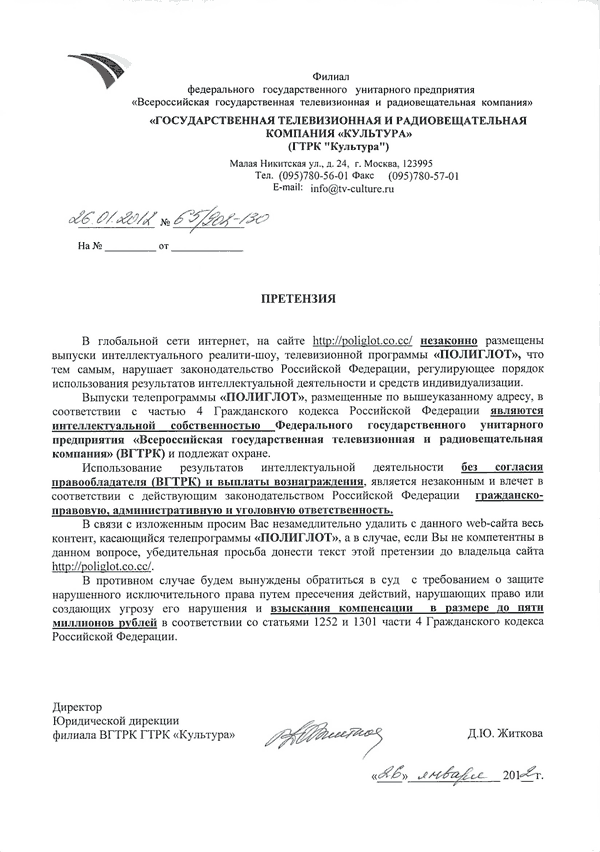 Филиал
федерального государственного унитарного предприятия
«Всероссийская государственная телевизионная и радиовещательная компания»
«ГОСУДАРСТВЕННАЯ ТЕЛЕВИЗИОННАЯ И РАДИОВЕЩАТЕЛЬНАЯ
КОМПАНИЯ «КУЛЬТУРА»
(ГТРК "Культура")
Малая Никитская ул., д. 24, г. Москва, 123995
Тел. (095)780-56-01 Факс (095)780-57-01
E-mail: info@tv-culture.ru
26.01.2012 № 65/902-130
На № ________ от ________
ПРЕТЕНЗИЯ
В глобальной сети интернет, на сайте http://poliglot.co.cc/ незаконно размещены
выпуски интеллектуального реалити-шоу, телевизионной программы «ПОЛИГЛОТ», что
тем самым, нарушает законодательство Российской Федерации, регулирующее порядок
использования результатов интеллектуальной деятельности и средств индивидуализации.
Выпуски телепрограммы «ПОЛИГЛОТ», размещенные по вышеуказанному адресу, в
соответствии с частью 4 Гражданского кодекса Российской Федерации являются
интеллектуальной собственностью Федерального государственного унитарного
предприятия «Всероссийская государственная телевизионная и радиовещательная
компания» (ВГТРК) и подлежат охране.
Использование результатов интеллектуальной деятельности без согласия
правообладателя (ВГТРК) и выплаты вознаграждения, является незаконным и влечет в
соответствии с действующим законодательством Российской Федерации гражданско-
правовую, административную и уголовную ответственность.
В связи с изложенным просим Вас незамедлительно удалить с данного web-сайта весь
контент, касающийся телепрограммы «ПОЛИГЛОТ», а в случае, если Вы не компетентны в
данном вопросе, убедительная просьба донести текст этой претензии до владельца сайта
http://poliglot.co.cc/.
В противном случае будем вынуждены обратиться в суд с требованием о защите
нарушенного исключительного права путем пресечения действий, нарушающих право или
создающих угрозу его нарушения и взыскания компенсации в размере до пяти
миллионов рублей в соответствии со статьями 1252 и 1301 части 4 Гражданского кодекса
Российской Федерации.
Директор
Юридической дирекции
филиала ВГТРК ГТРК «Культура» Д.Ю. Житкова
«26» января 2012г.